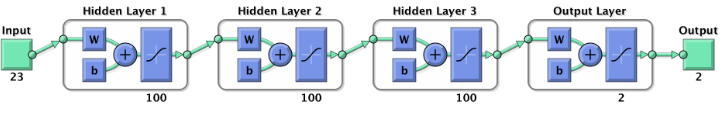 Hidden Layer 1
Hidden Layer 2
Hidden Layer 3
Output Layer
Input
Output
W
W
W
W
+
+
+
+
b
b
b
b
23
2
100
100
100
2